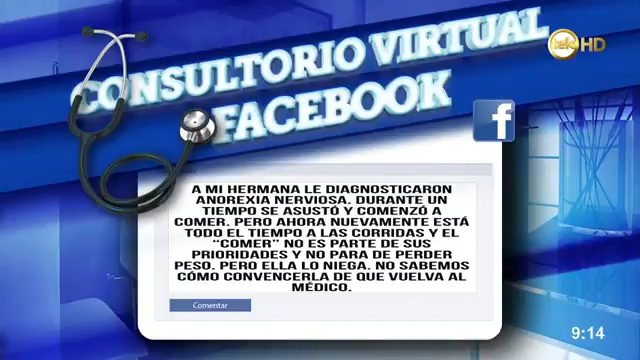 CONSULTORIO VIRTUAL
FACEBOOK
tele HD
f
A MI HERMANA LE DIAGNOSTICARON
ANOREXIA NERVIOSA. DURANTE UN
TIEMPO SE ASUSTÓ Y COMENZÓ A
COMER. PERO AHORA NUEVAMENTE ESTÁ
TODO EL TIEMPO A LAS CORRIDAS Y EL
“COMER” NO ES PARTE DE SUS
PRIORIDADES Y NO PARA DE PERDER
PESO. PERO ELLA LO NIEGA. NO SABEMOS
CÓMO CONVENCERLA DE QUE VUELVA AL
MÉDICO.
Comentar
9:14